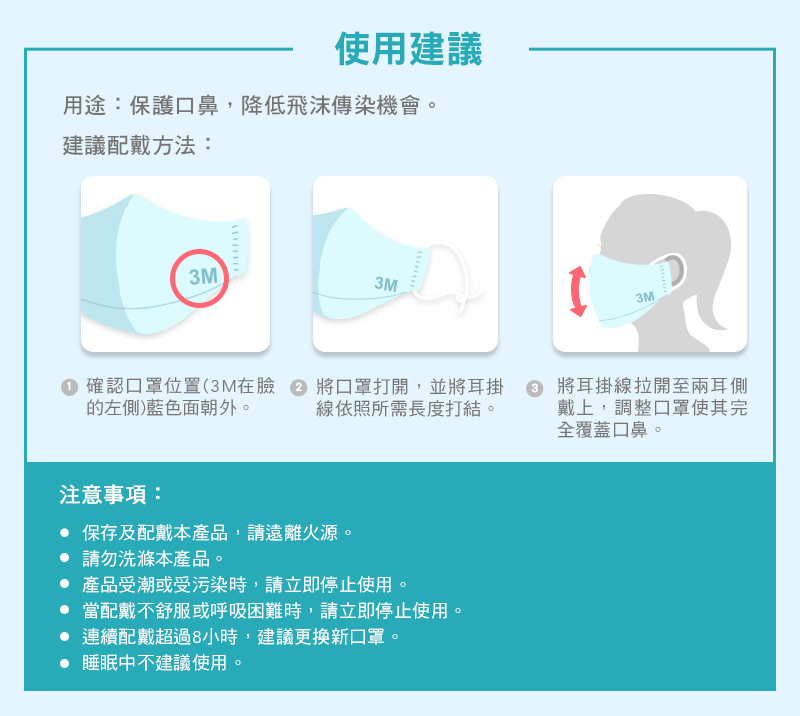 使用建議
用途：保護口鼻，降低飛沫傳染機會。
建議配戴方法：
3M
3M
3M
1 確認口罩位置(3M在臉
的左側)藍色面朝外。
2 將口罩打開，並將耳掛
線依照所需長度打結。
3 將耳掛線拉開至兩耳側
戴上，調整口罩使其完
全覆蓋口鼻。
注意事項：
● 保存及配戴本產品，請遠離火源。
● 請勿洗滌本產品。
● 產品受潮或受污染時，請立即停止使用。
● 當配戴不舒服或呼吸困難時，請立即停止使用。
● 連續配戴超過8小時，建議更換新口罩。
● 睡眠中不建議使用。